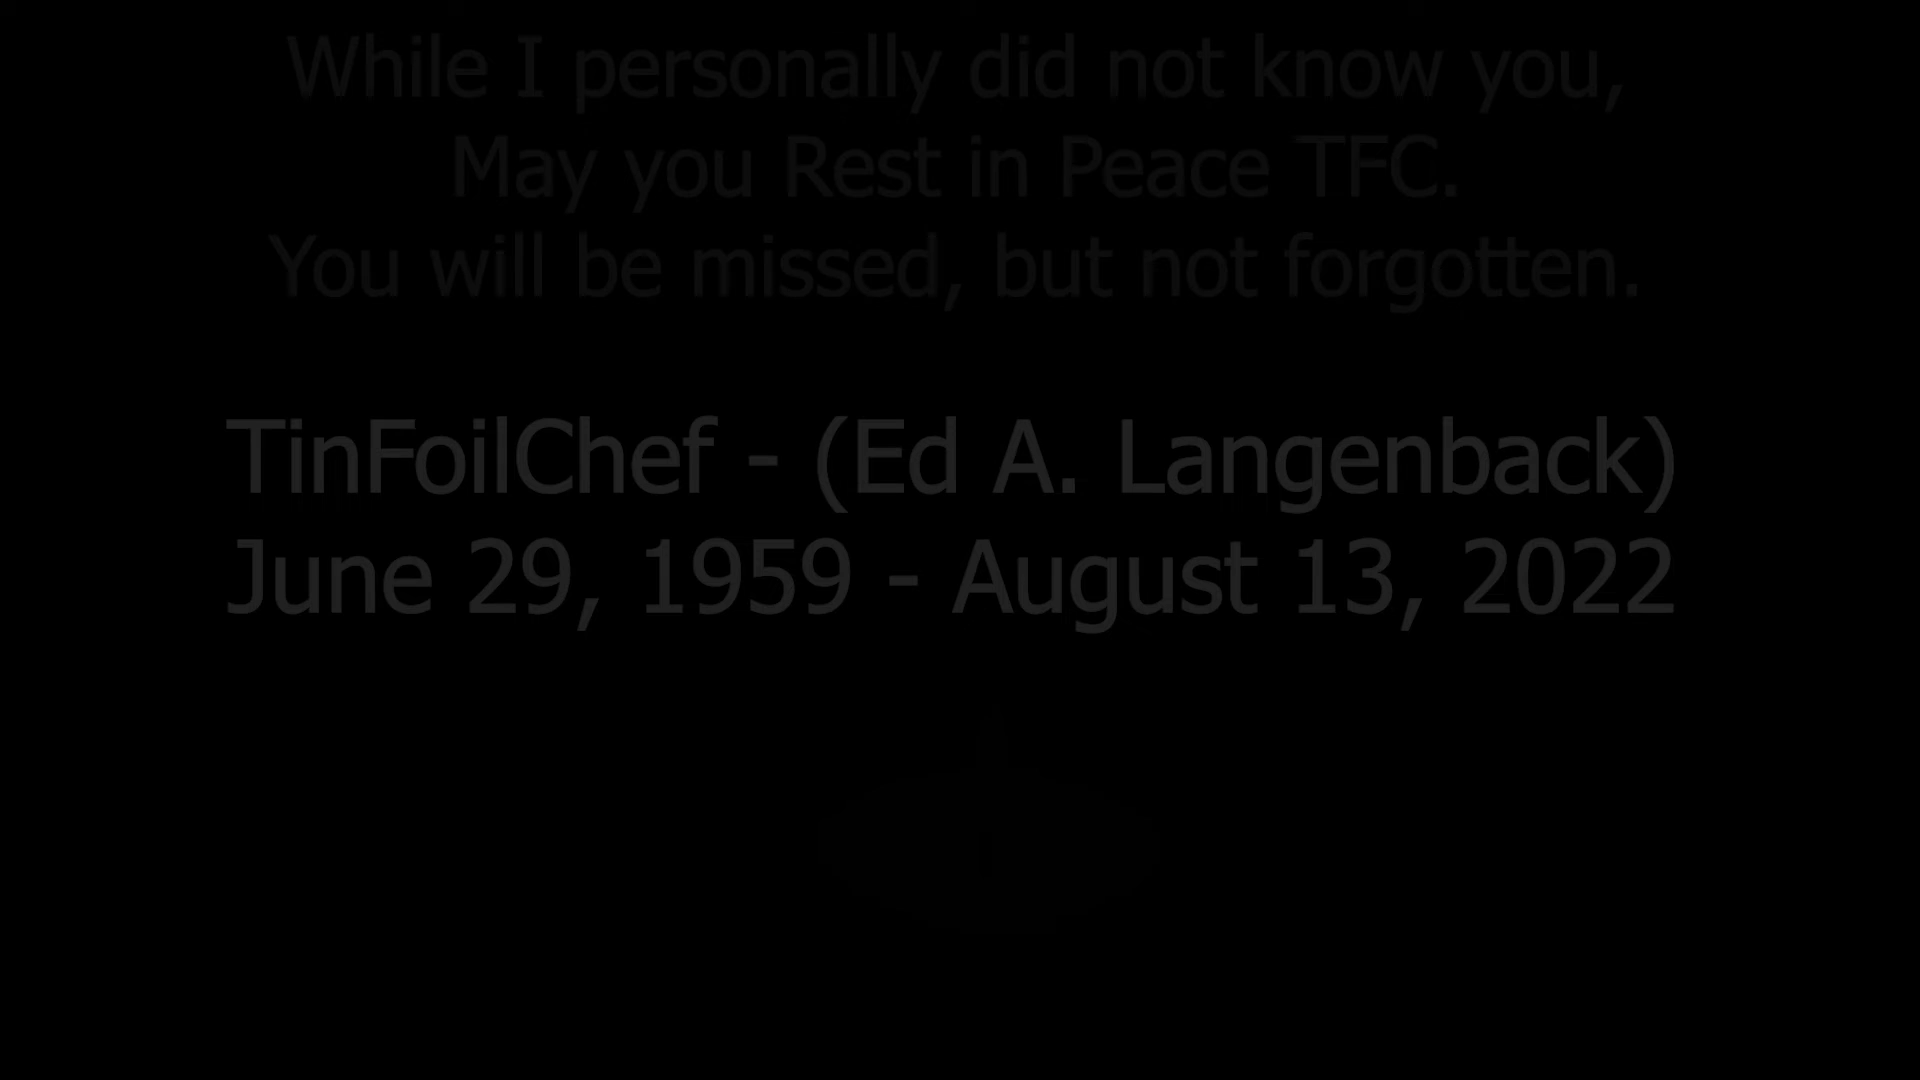 While I personally did not know you,
May you Rest in Peace TFC.
You will be missed, but not forgotten.
TinFoilChef - (Ed A. Langenback)
June 29, 1959 - August 13, 2022